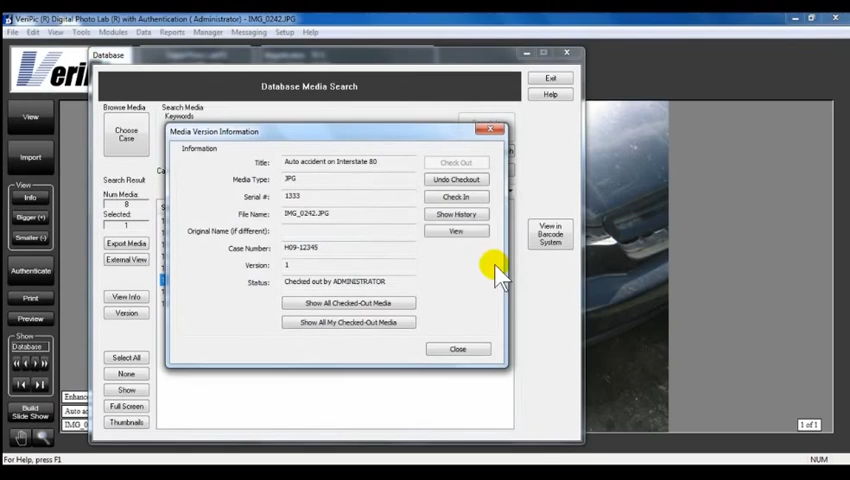 VeriPic (R) Digital Photo Lab (R) with Authentication ( Administrator) - IMG_0242.JPG
File Edit View Tools Modules Data Reports Manager Messaging Setup Help
Database
Database Media Search
Exit
Help
Browse Media
Choose Case
Search Media
Keywords
View
Import
View
Info
Bigger (+)
Smaller (-)
Authenticate
Print
Preview
Show
Database
Build Slide Show
Search Result
Num Media:
8
Selected:
1
Export Media
External View
View Info
Version
Select All
None
Show
Full Screen
Thumbnails
Media Version Information
Information
Title: Auto accident on Interstate 80
Check Out
Media Type: JPG
Undo Checkout
Serial #: 1333
Check In
File Name: IMG_0242.JPG
Show History
Original Name (if different):
View
Case Number: H09-12345
Version: 1
Status: Checked out by ADMINISTRATOR
Show All Checked-Out Media
Show All My Checked-Out Media
Close
View in Barcode System
1 of 1
For Help, press F1
NUM